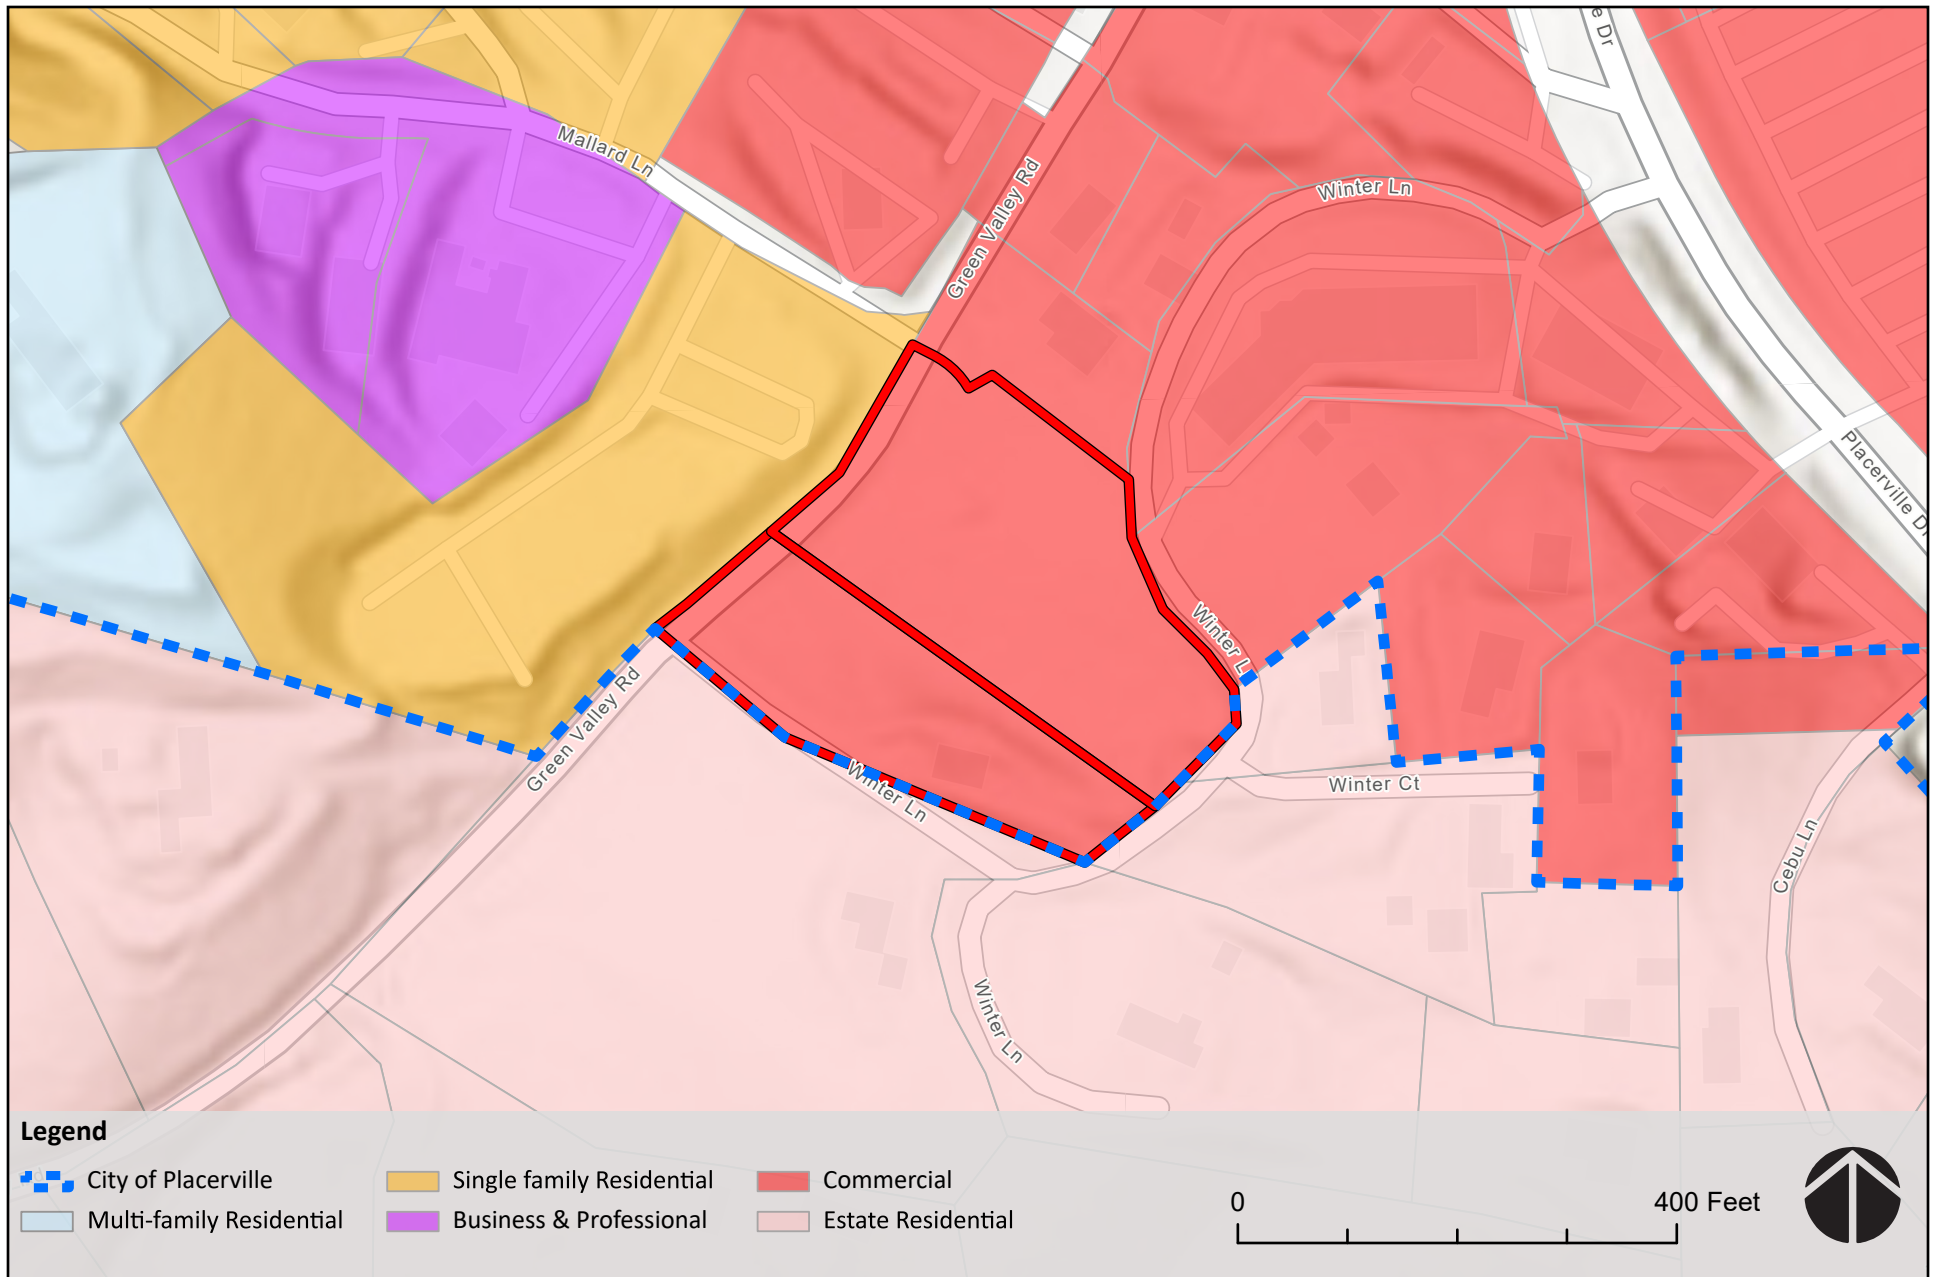 e Dr
Mallard Ln
Winter Ln
Green Valley Rd
Placerville D
Winter L
Green Valley Rd
Winter Ln
Winter Ct
Cebu Ln
Winter Ln
Legend
City of Placerville
Single family Residential
Commercial
Multi-family Residential
Business & Professional
Estate Residential
0
400 Feet